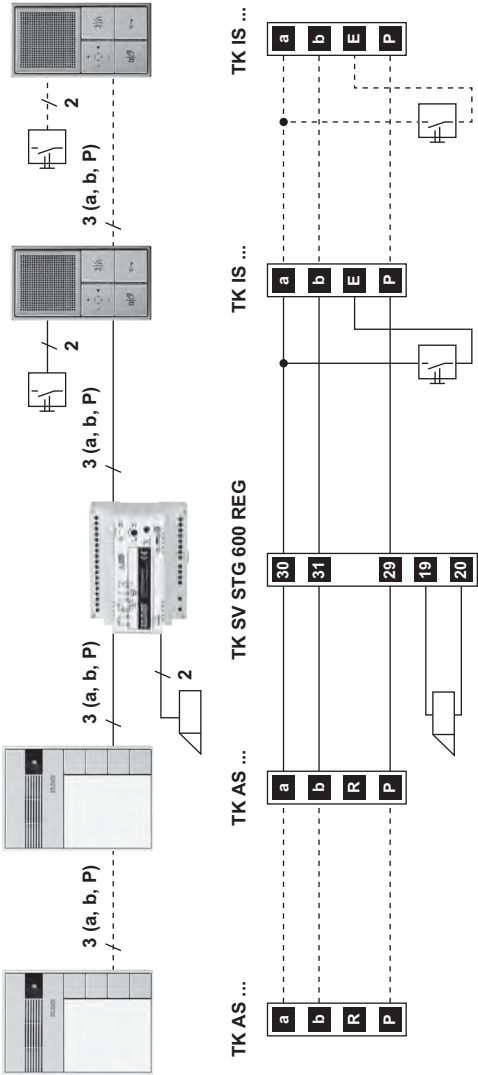 2 2
3 (a, b, P) 3 (a, b, P) 3 (a, b, P) 3 (a, b, P)
2
TK AS ... TK AS ... TK SV STG 600 REG TK IS ... TK IS ...
a a 30 a a
b b 31 b b
R R E E
P P 29 P P
19
20